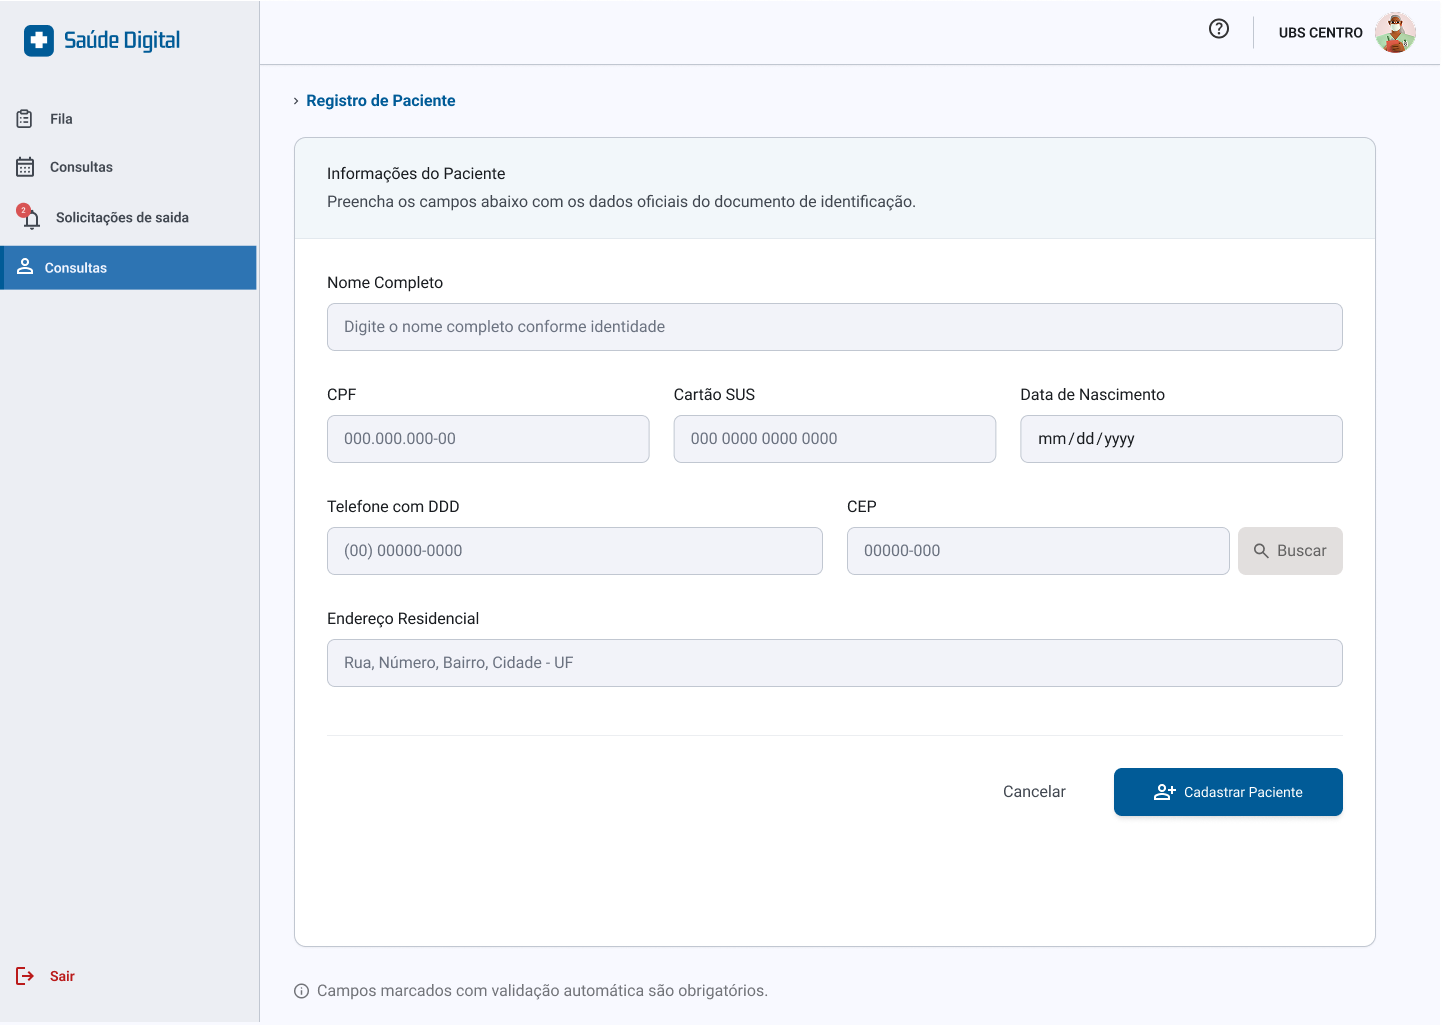 Saúde Digital
UBS CENTRO
Fila
Consultas
2
Solicitações de saida
Consultas
Sair
› Registro de Paciente
Informações do Paciente
Preencha os campos abaixo com os dados oficiais do documento de identificação.
Nome Completo
Digite o nome completo conforme identidade
CPF
Cartão SUS
Data de Nascimento
000.000.000-00
000 0000 0000 0000
mm/dd/yyyy
Telefone com DDD
CEP
(00) 00000-0000
00000-000
Buscar
Endereço Residencial
Rua, Número, Bairro, Cidade - UF
Cancelar
Cadastrar Paciente
Campos marcados com validação automática são obrigatórios.